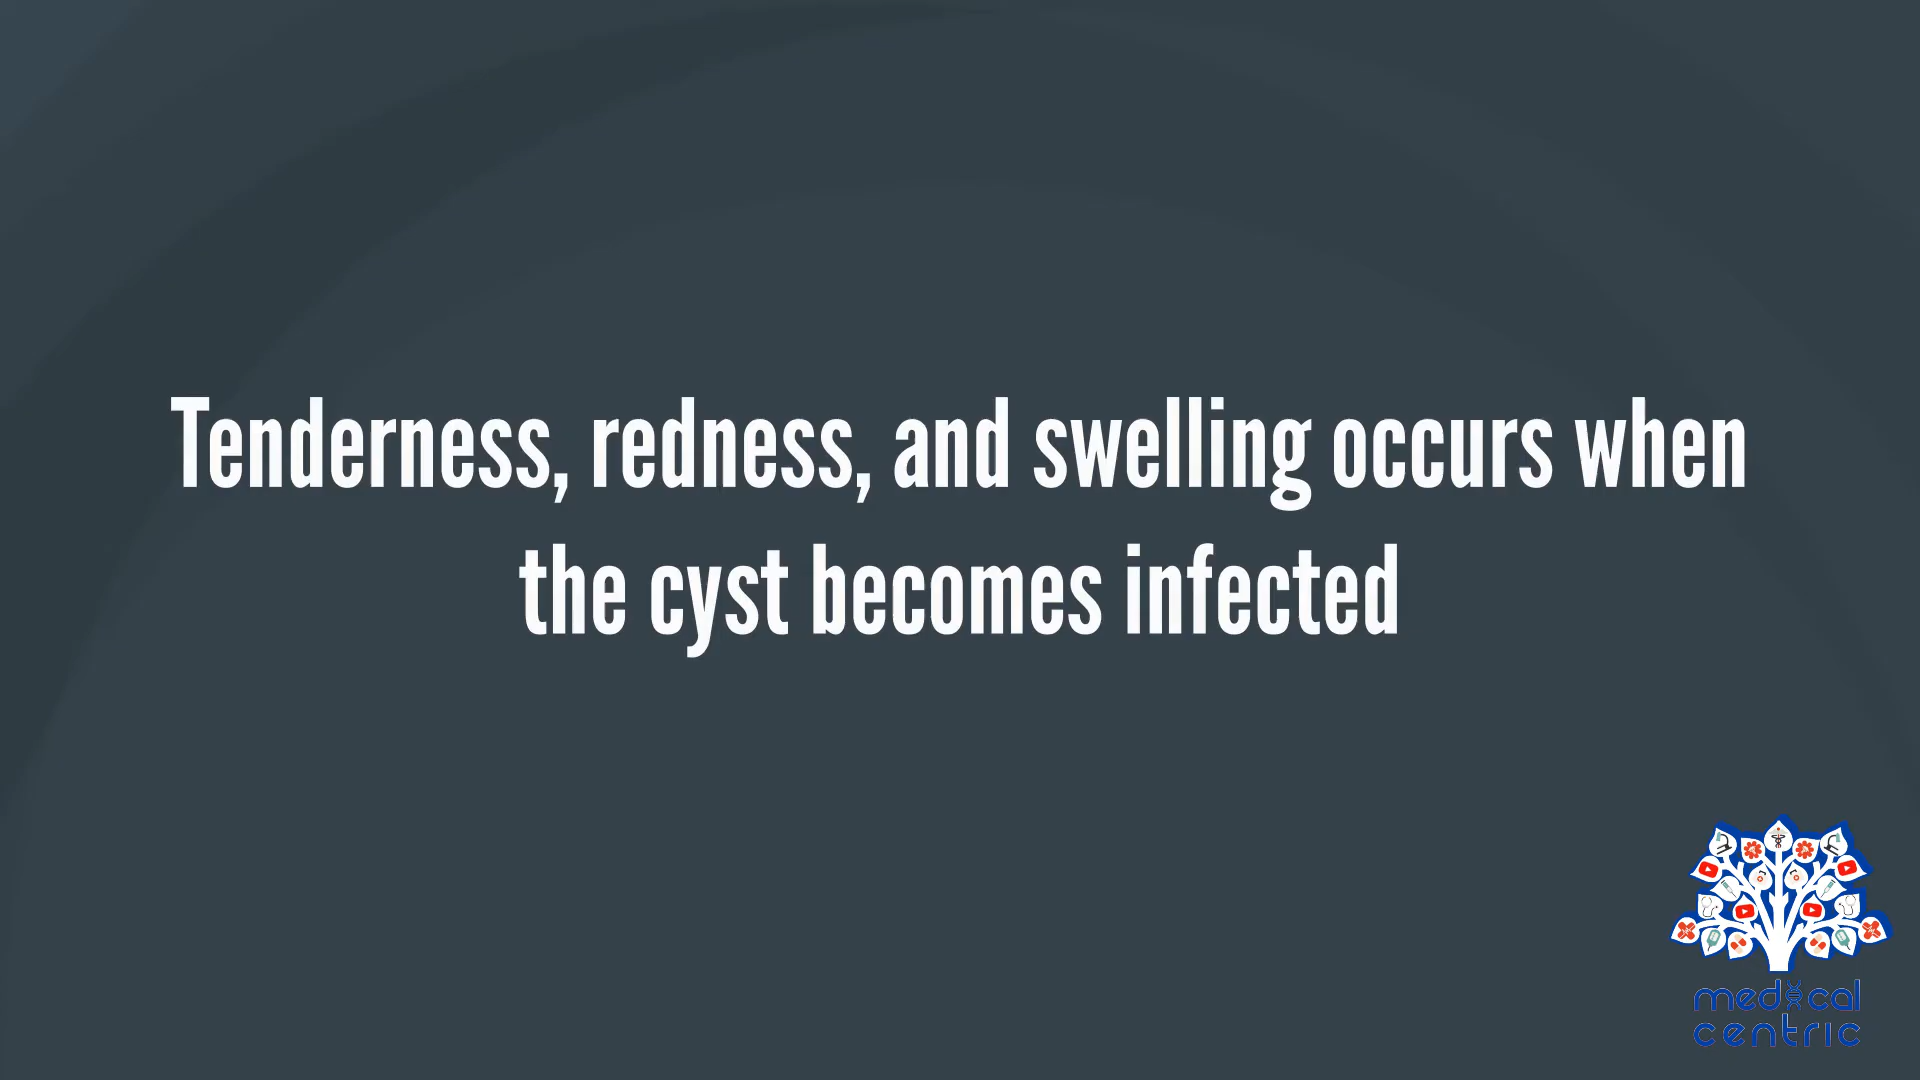 Tenderness, redness, and swelling occurs when
the cyst becomes infected
medical
centric